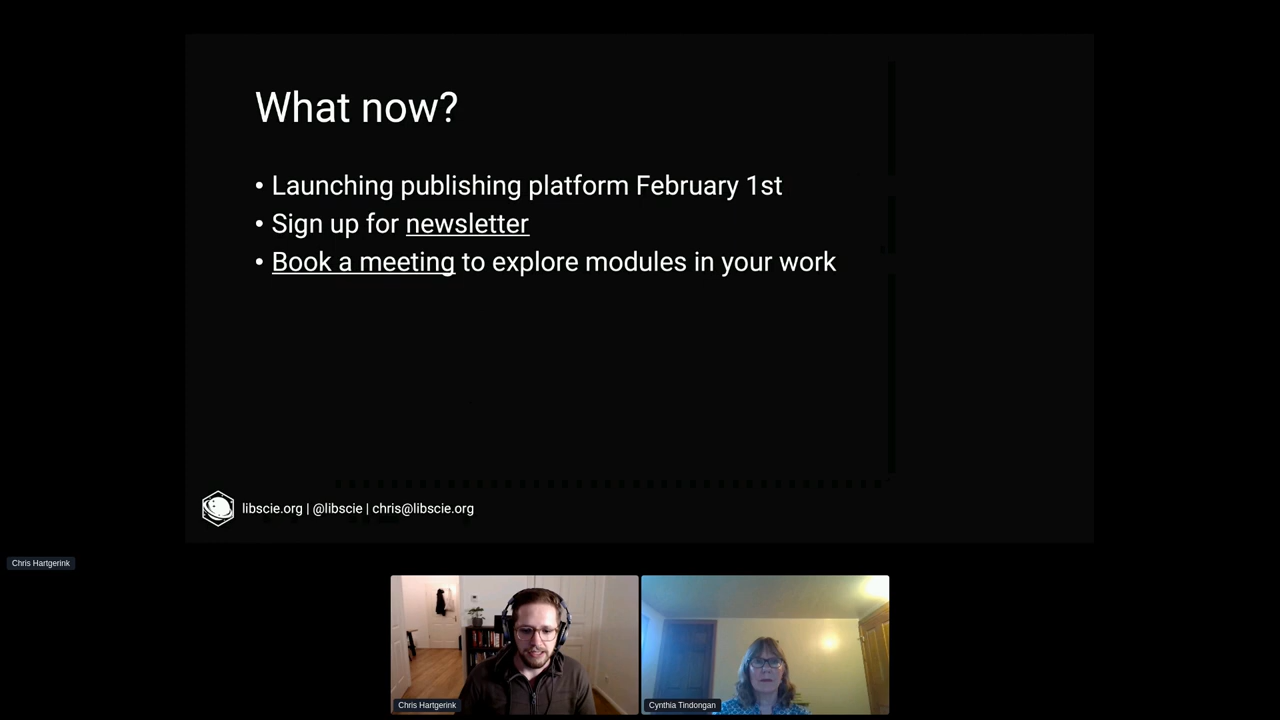 What now?
• Launching publishing platform February 1st
• Sign up for newsletter
• Book a meeting to explore modules in your work
libscie.org | @libscie | chris@libscie.org
Chris Hartgerink
Chris Hartgerink
Cynthia Tindongan